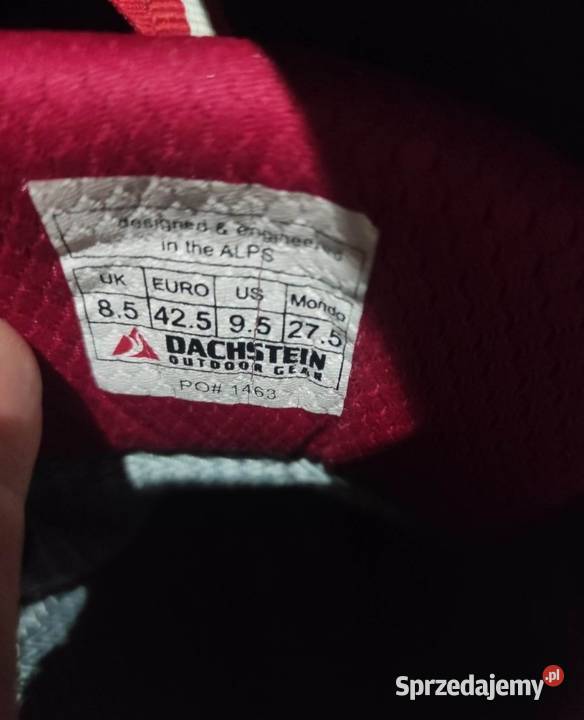 designed & engineered
in the ALPS
UK EURO US Mondo
8.5 42.5 9.5 27.5
DACHSTEIN
OUTDOOR GEAR
PO# 1463
Sprzedajemy.pl